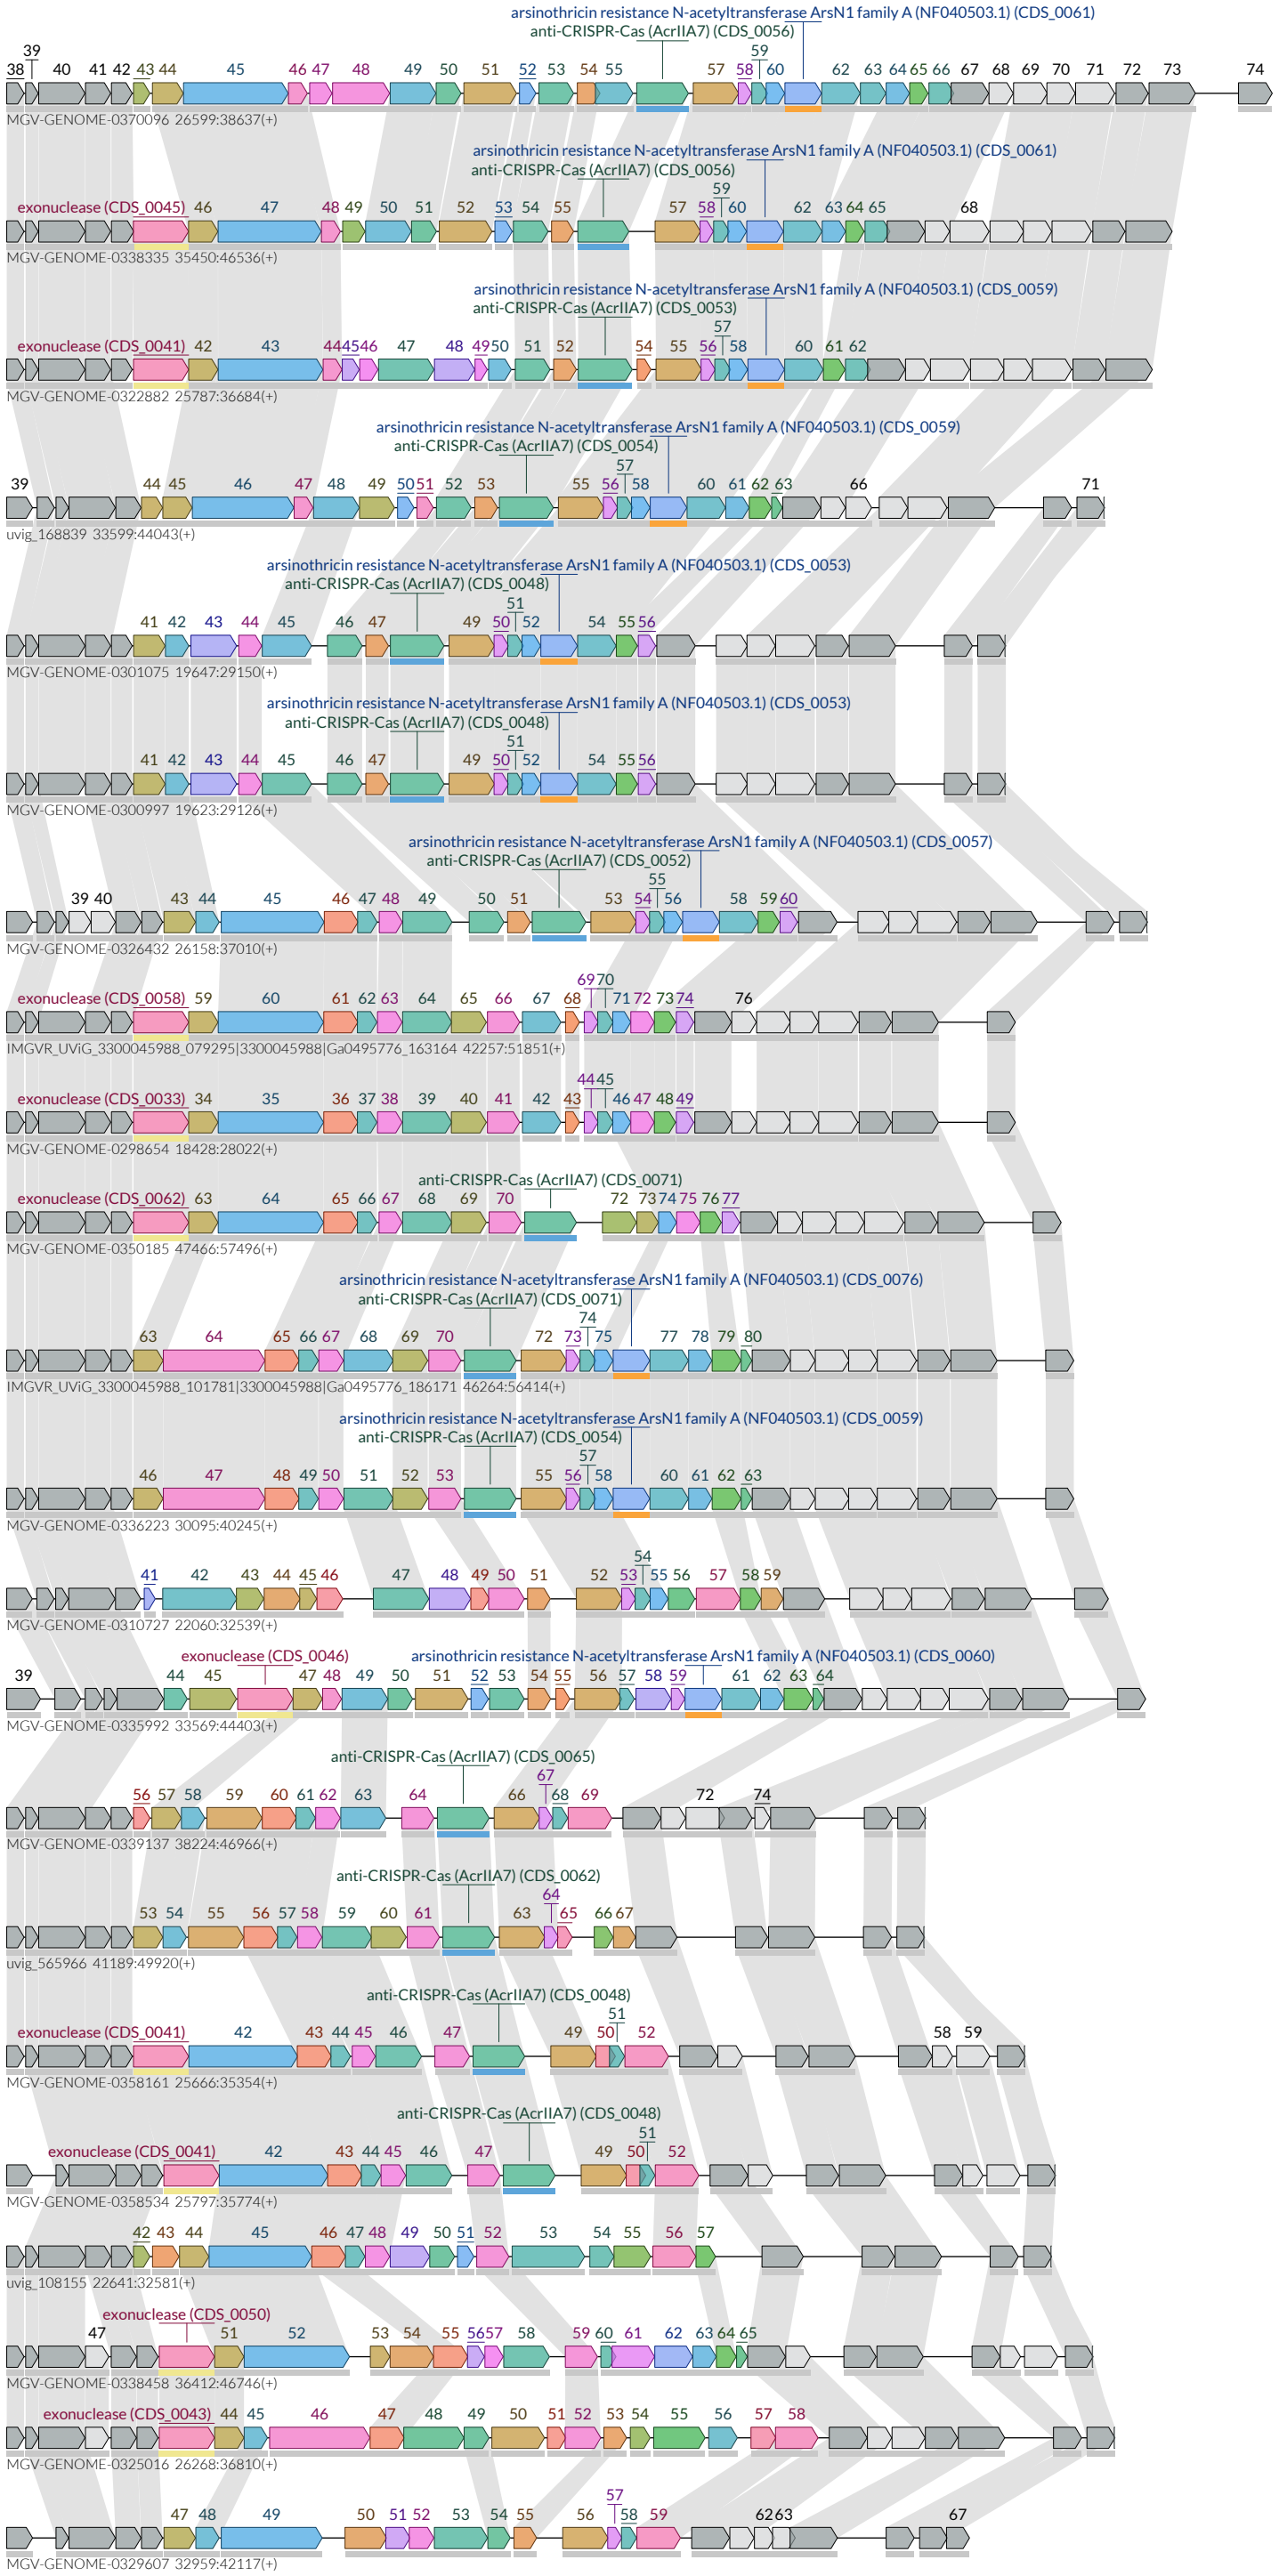 arsinothricin resistance N-acetyltransferase ArsN1 family A (NF040503.1) (CDS_0061)
anti-CRISPR-Cas (AcrIIA7) (CDS_0056)
38 39 40 41 42 43 44 45 46 47 48 49 50 51 52 53 54 55 57 58 59 60 62 63 64 65 66 67 68 69 70 71 72 73 74
MGV-GENOME-0370096 26599:38637(+)
arsinothricin resistance N-acetyltransferase ArsN1 family A (NF040503.1) (CDS_0061)
anti-CRISPR-Cas (AcrIIA7) (CDS_0056)
exonuclease (CDS_0045) 46 47 48 49 50 51 52 53 54 55 57 58 59 60 62 63 64 65 68
MGV-GENOME-0338335 35450:46536(+)
arsinothricin resistance N-acetyltransferase ArsN1 family A (NF040503.1) (CDS_0059)
anti-CRISPR-Cas (AcrIIA7) (CDS_0053)
exonuclease (CDS_0041) 42 43 44 45 46 47 48 49 50 51 52 54 55 56 57 58 60 61 62
MGV-GENOME-0322882 25787:36684(+)
arsinothricin resistance N-acetyltransferase ArsN1 family A (NF040503.1) (CDS_0059)
anti-CRISPR-Cas (AcrIIA7) (CDS_0054)
39 44 45 46 47 48 49 50 51 52 53 55 56 57 58 60 61 62 63 66 71
uvig_168839 33599:44043(+)
arsinothricin resistance N-acetyltransferase ArsN1 family A (NF040503.1) (CDS_0053)
anti-CRISPR-Cas (AcrIIA7) (CDS_0048)
41 42 43 44 45 46 47 49 50 51 52 54 55 56
MGV-GENOME-0301075 19647:29150(+)
arsinothricin resistance N-acetyltransferase ArsN1 family A (NF040503.1) (CDS_0053)
anti-CRISPR-Cas (AcrIIA7) (CDS_0048)
41 42 43 44 45 46 47 49 50 51 52 54 55 56
MGV-GENOME-0300997 19623:29126(+)
arsinothricin resistance N-acetyltransferase ArsN1 family A (NF040503.1) (CDS_0057)
anti-CRISPR-Cas (AcrIIA7) (CDS_0052)
39 40 43 44 45 46 47 48 49 50 51 53 54 55 56 58 59 60
MGV-GENOME-0326432 26158:37010(+)
exonuclease (CDS_0058) 59 60 61 62 63 64 65 66 67 68 69 70 71 72 73 74 76
IMGVR_UViG_3300045988_079295|3300045988|Ga0495776_163164 42257:51851(+)
exonuclease (CDS_0033) 34 35 36 37 38 39 40 41 42 43 44 45 46 47 48 49
MGV-GENOME-0298654 18428:28022(+)
anti-CRISPR-Cas (AcrIIA7) (CDS_0071)
exonuclease (CDS_0062) 63 64 65 66 67 68 69 70 72 73 74 75 76 77
MGV-GENOME-0350185 47466:57496(+)
arsinothricin resistance N-acetyltransferase ArsN1 family A (NF040503.1) (CDS_0076)
anti-CRISPR-Cas (AcrIIA7) (CDS_0071)
63 64 65 66 67 68 69 70 72 73 74 75 77 78 79 80
IMGVR_UViG_3300045988_101781|3300045988|Ga0495776_186171 46264:56414(+)
arsinothricin resistance N-acetyltransferase ArsN1 family A (NF040503.1) (CDS_0059)
anti-CRISPR-Cas (AcrIIA7) (CDS_0054)
46 47 48 49 50 51 52 53 55 56 57 58 60 61 62 63
MGV-GENOME-0336223 30095:40245(+)
41 42 43 44 45 46 47 48 49 50 51 52 53 54 55 56 57 58 59
MGV-GENOME-0310727 22060:32539(+)
exonuclease (CDS_0046) arsinothricin resistance N-acetyltransferase ArsN1 family A (NF040503.1) (CDS_0060)
39 44 45 47 48 49 50 51 52 53 54 55 56 57 58 59 61 62 63 64
MGV-GENOME-0335992 33569:44403(+)
anti-CRISPR-Cas (AcrIIA7) (CDS_0065)
56 57 58 59 60 61 62 63 64 66 67 68 69 72 74
MGV-GENOME-0339137 38224:46966(+)
anti-CRISPR-Cas (AcrIIA7) (CDS_0062)
53 54 55 56 57 58 59 60 61 63 64 65 66 67
uvig_565966 41189:49920(+)
anti-CRISPR-Cas (AcrIIA7) (CDS_0048)
exonuclease (CDS_0041) 42 43 44 45 46 47 49 50 51 52 58 59
MGV-GENOME-0358161 25666:35354(+)
anti-CRISPR-Cas (AcrIIA7) (CDS_0048)
exonuclease (CDS_0041) 42 43 44 45 46 47 49 50 51 52
MGV-GENOME-0358534 25797:35774(+)
42 43 44 45 46 47 48 49 50 51 52 53 54 55 56 57
uvig_108155 22641:32581(+)
exonuclease (CDS_0050)
47 51 52 53 54 55 56 57 58 59 60 61 62 63 64 65
MGV-GENOME-0338458 36412:46746(+)
exonuclease (CDS_0043) 44 45 46 47 48 49 50 51 52 53 54 55 56 57 58
MGV-GENOME-0325016 26268:36810(+)
47 48 49 50 51 52 53 54 55 56 57 58 59 62 63 67
MGV-GENOME-0329607 32959:42117(+)